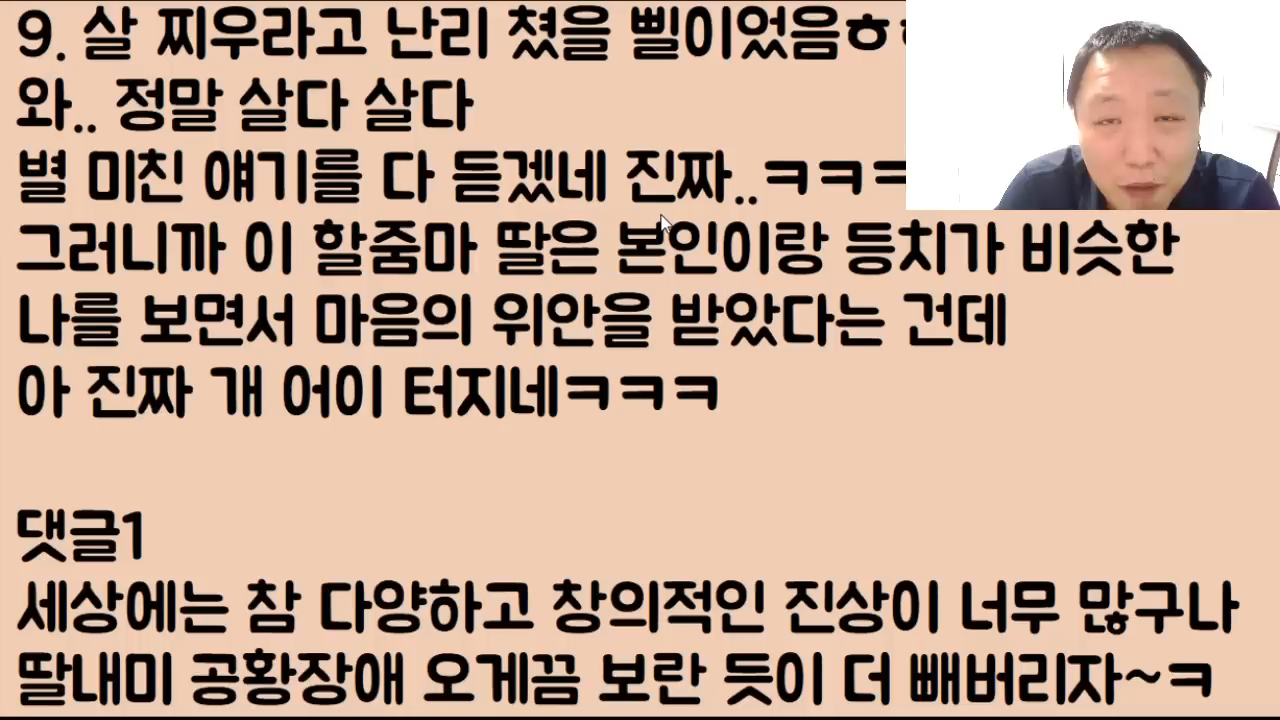 9. 살 찌우라고 난리 쳤을 삘이었음ㅎ
와.. 정말 살다 살다
별 미친 얘기를 다 듣겠네 진짜..ㅋㅋㅋ
그러니까 이 할줌마 딸은 본인이랑 등치가 비슷한
나를 보면서 마음의 위안을 받았다는 건데
아 진짜 개 어이 터지네ㅋㅋㅋ
댓글1
세상에는 참 다양하고 창의적인 진상이 너무 많구나
딸내미 공황장애 오게끔 보란 듯이 더 빼버리자~ㅋ